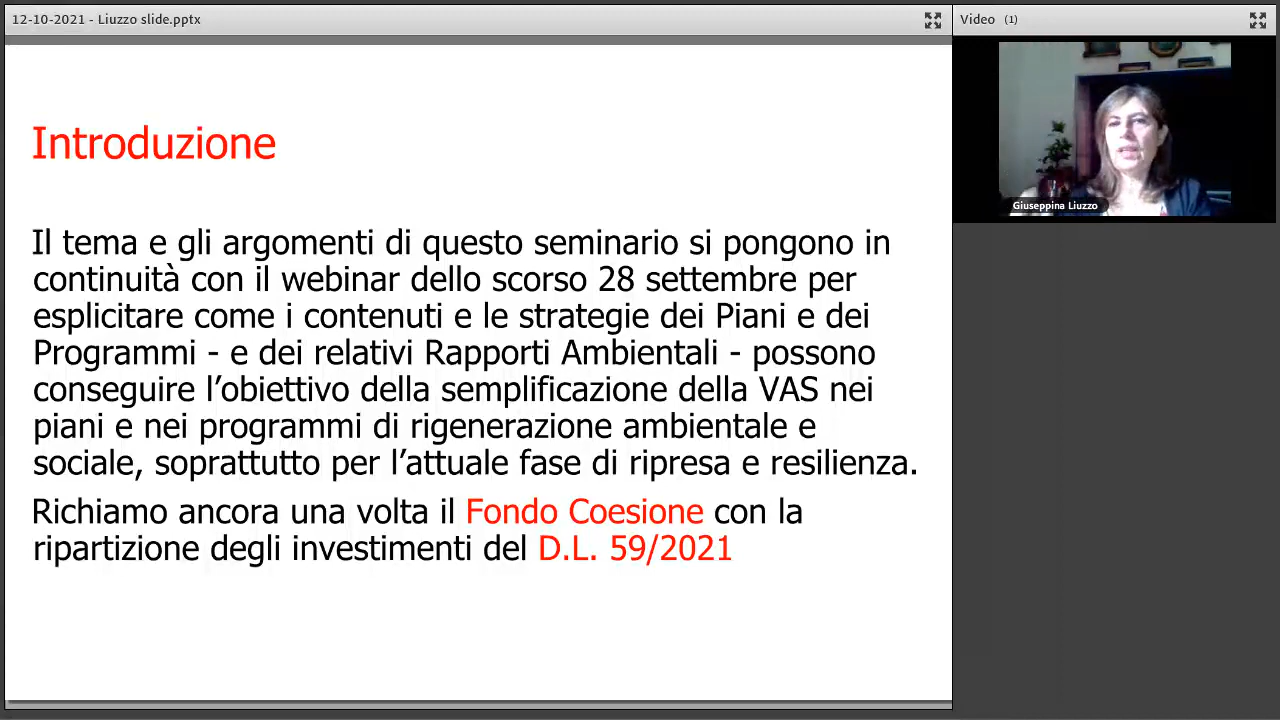 12-10-2021 - Liuzzo slide.pptx
Video (1)
Giuseppina Liuzzo
Introduzione
Il tema e gli argomenti di questo seminario si pongono in
continuità con il webinar dello scorso 28 settembre per
esplicitare come i contenuti e le strategie dei Piani e dei
Programmi - e dei relativi Rapporti Ambientali - possono
conseguire l’obiettivo della semplificazione della VAS nei
piani e nei programmi di rigenerazione ambientale e
sociale, soprattutto per l’attuale fase di ripresa e resilienza.
Richiamo ancora una volta il Fondo Coesione con la
ripartizione degli investimenti del D.L. 59/2021